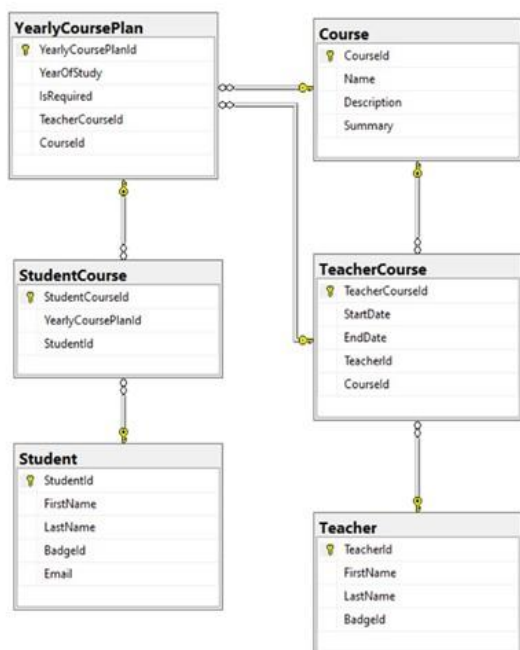 YearlyCoursePlan
YearlyCoursePlanId
YearOfStudy
IsRequired
TeacherCourseId
CourseId
Course
CourseId
Name
Description
Summary
StudentCourse
StudentCourseId
YearlyCoursePlanId
StudentId
TeacherCourse
TeacherCourseId
StartDate
EndDate
TeacherId
CourseId
Student
StudentId
FirstName
LastName
BadgeId
Email
Teacher
TeacherId
FirstName
LastName
BadgeId